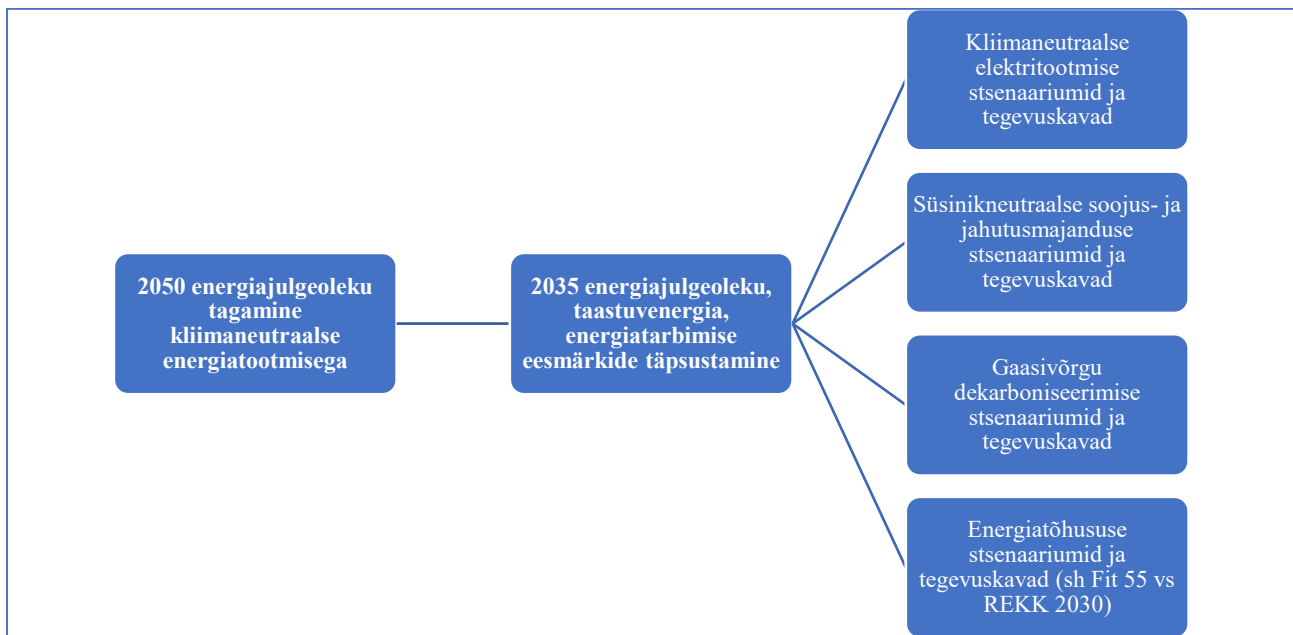 2050 energiajulgeoleku
tagamine
kliimaneutraalse
energiatootmisega
2035 energiajulgeoleku,
taastuvenergia,
energiatarbimise
eesmärkide täpsustamine
Kliimaneutraalse
elektritootmise
stsenaariumid ja
tegevuskavad
Süsinikneutraalse soojus- ja
jahutusmajanduse
stsenaariumid ja
tegevuskavad
Gaasivõrgu
dekarboniseerimise
stsenaariumid ja
tegevuskavad
Energiatõhususe
stsenaariumid ja
tegevuskavad (sh Fit 55 vs
REKK 2030)